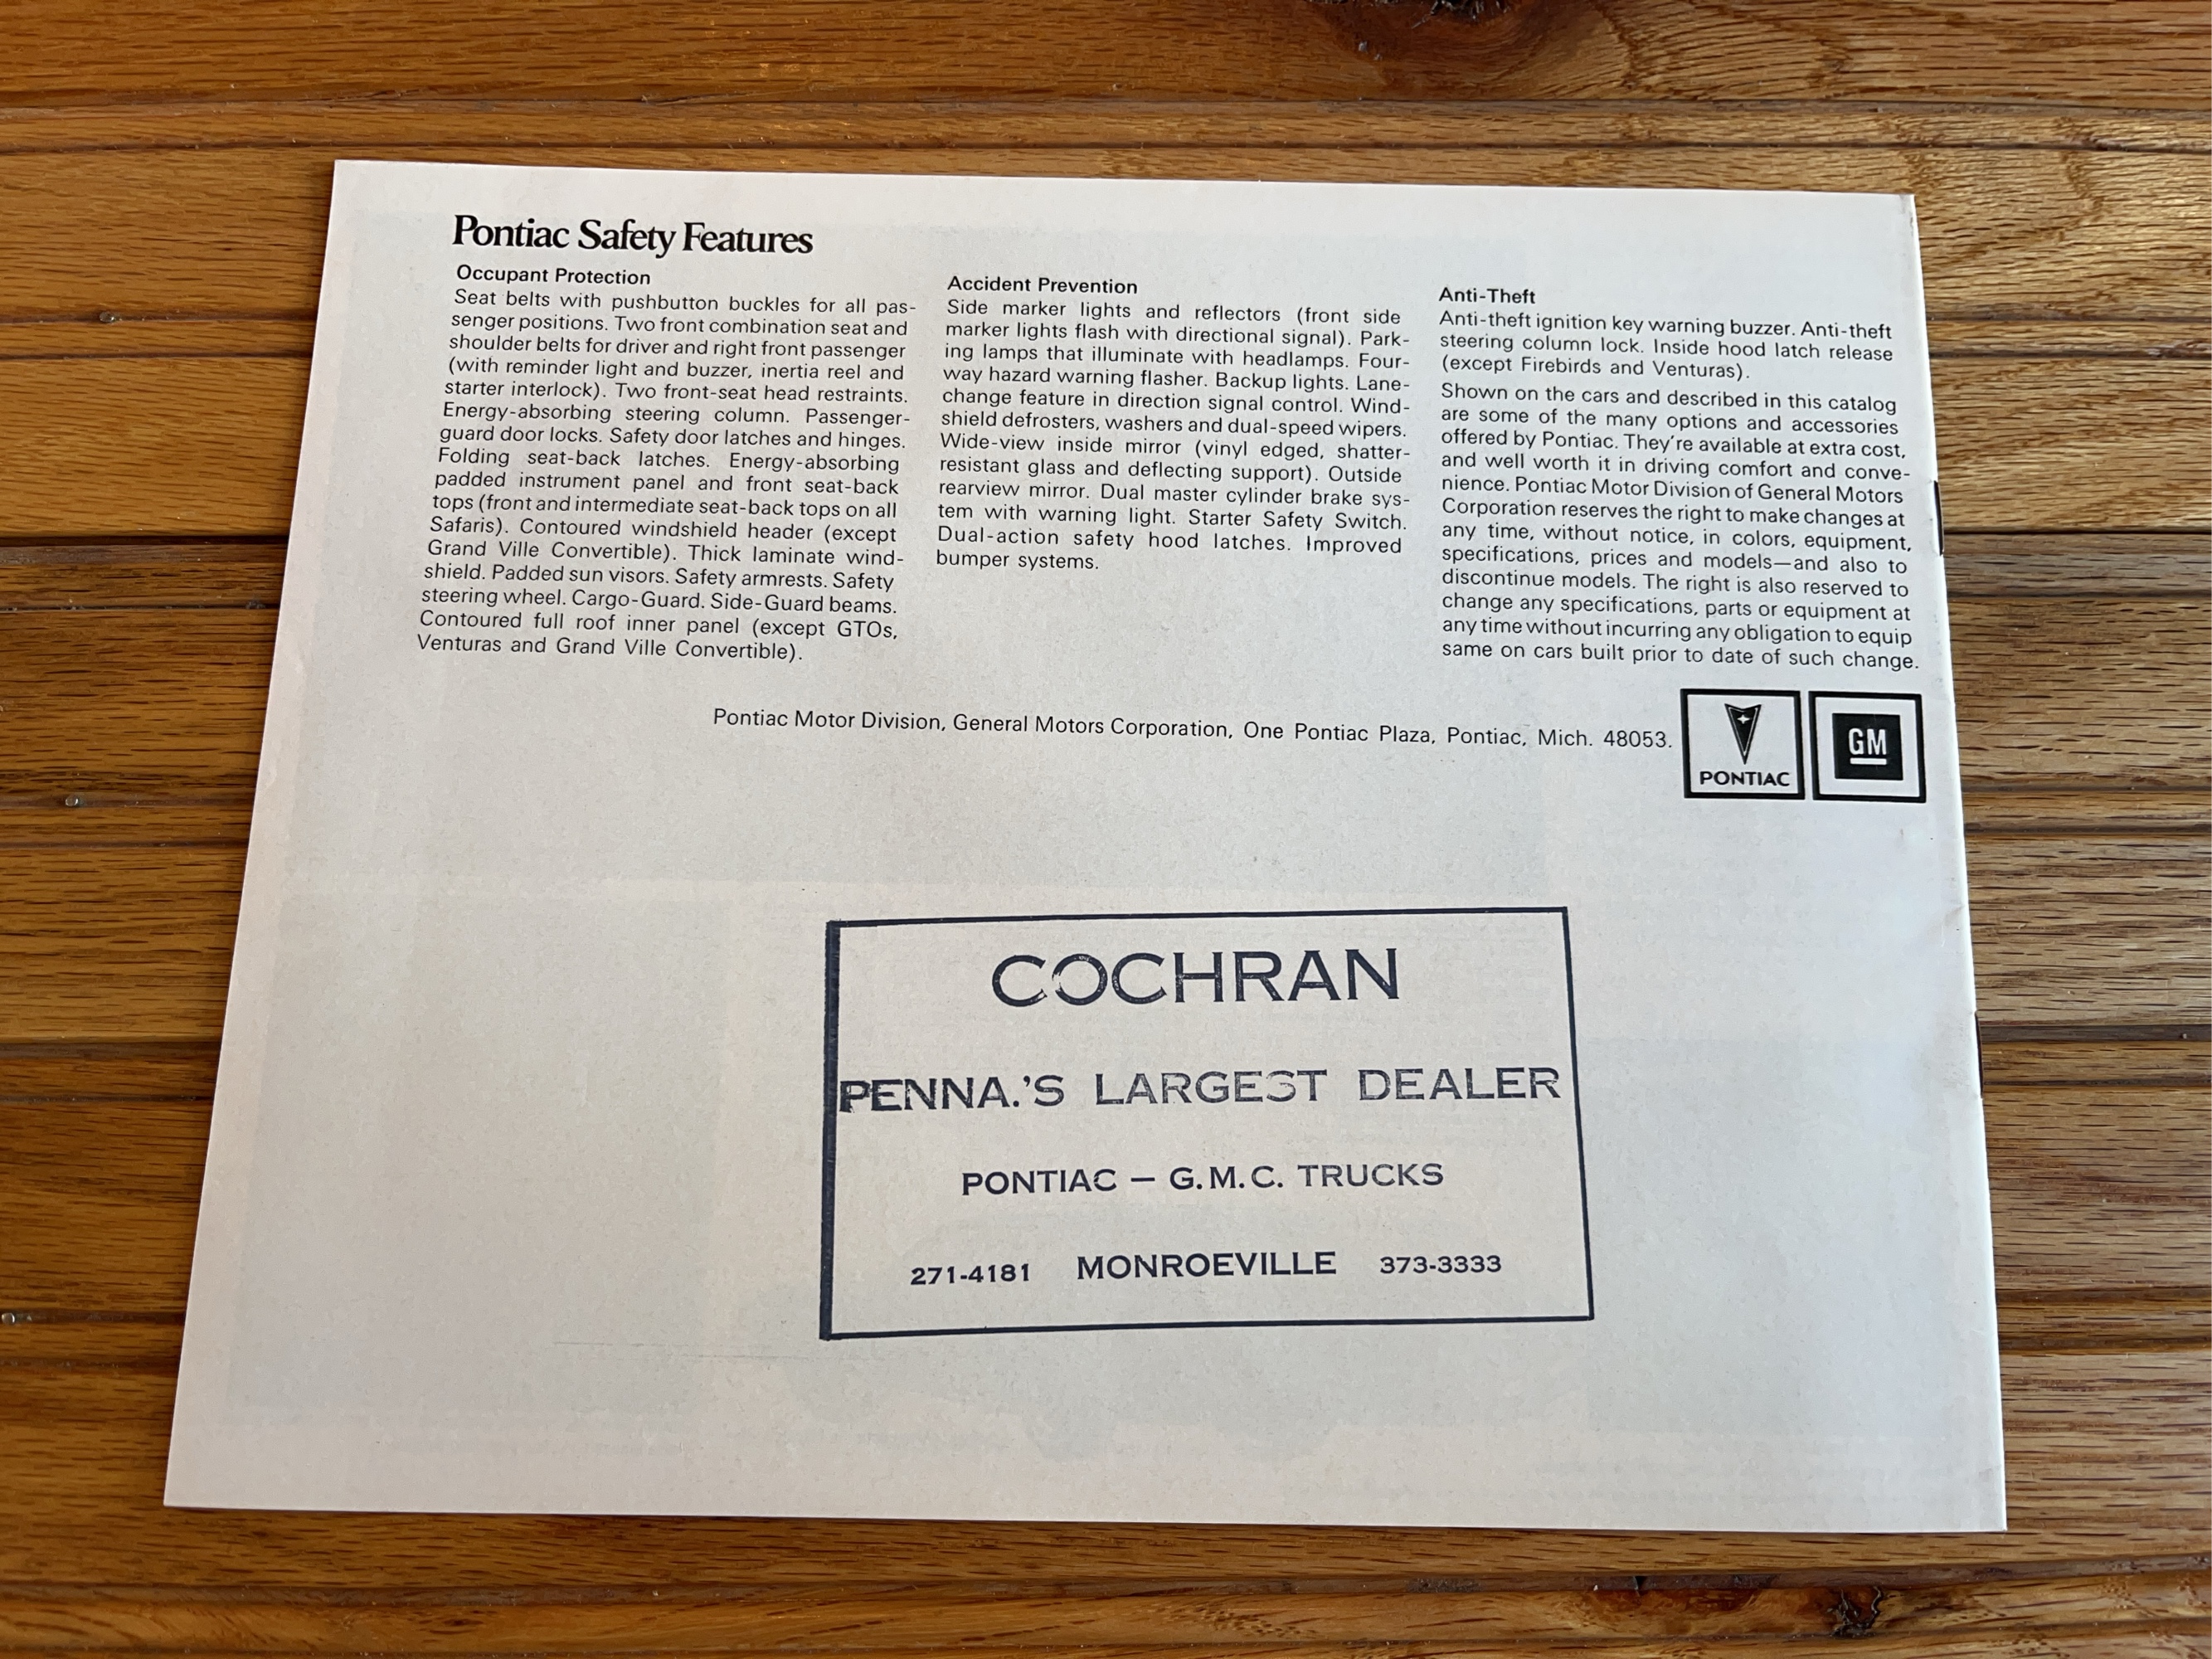 Pontiac Safety Features
Occupant Protection
Seat belts with pushbutton buckles for all pas-
senger positions. Two front combination seat and
shoulder belts for driver and right front passenger
(with reminder light and buzzer, inertia reel and
starter interlock). Two front-seat head restraints.
Energy-absorbing steering column. Passenger-
guard door locks. Safety door latches and hinges.
Folding seat-back latches. Energy-absorbing
padded instrument panel and front seat-back
tops (front and intermediate seat-back tops on all
Safaris). Contoured windshield header (except
Grand Ville Convertible). Thick laminate wind-
shield. Padded sun visors. Safety armrests. Safety
steering wheel. Cargo-Guard. Side-Guard beams.
Contoured full roof inner panel (except GTOs,
Venturas and Grand Ville Convertible).
Accident Prevention
Side marker lights and reflectors (front side
marker lights flash with directional signal). Park-
ing lamps that illuminate with headlamps. Four-
way hazard warning flasher. Backup lights. Lane-
change feature in direction signal control. Wind-
shield defrosters, washers and dual-speed wipers.
Wide-view inside mirror (vinyl edged, shatter-
resistant glass and deflecting support). Outside
rearview mirror. Dual master cylinder brake sys-
tem with warning light. Starter Safety Switch.
Dual-action safety hood latches. Improved
bumper systems.
Anti-Theft
Anti-theft ignition key warning buzzer. Anti-theft
steering column lock. Inside hood latch release
(except Firebirds and Venturas).
Shown on the cars and described in this catalog
are some of the many options and accessories
offered by Pontiac. They're available at extra cost,
and well worth it in driving comfort and conve-
nience. Pontiac Motor Division of General Motors
Corporation reserves the right to make changes at
any time, without notice, in colors, equipment,
specifications, prices and models—and also to
discontinue models. The right is also reserved to
change any specifications, parts or equipment at
any time without incurring any obligation to equip
same on cars built prior to date of such change.
Pontiac Motor Division, General Motors Corporation, One Pontiac Plaza, Pontiac, Mich. 48053.
PONTIAC
GM
COCHRAN
PENNA.'S LARGEST DEALER
PONTIAC — G.M.C. TRUCKS
271-4181 MONROEVILLE 373-3333